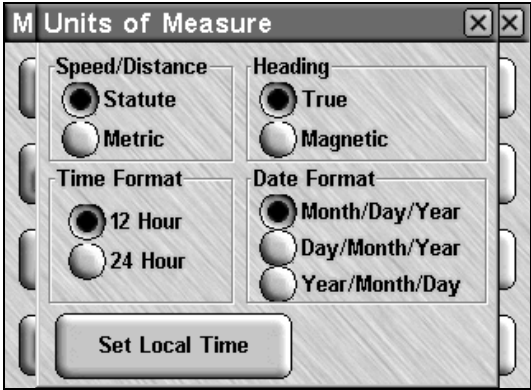 M Units of Measure
Speed/Distance
Statute
Metric
Heading
True
Magnetic
Time Format
12 Hour
24 Hour
Date Format
Month/Day/Year
Day/Month/Year
Year/Month/Day
Set Local Time